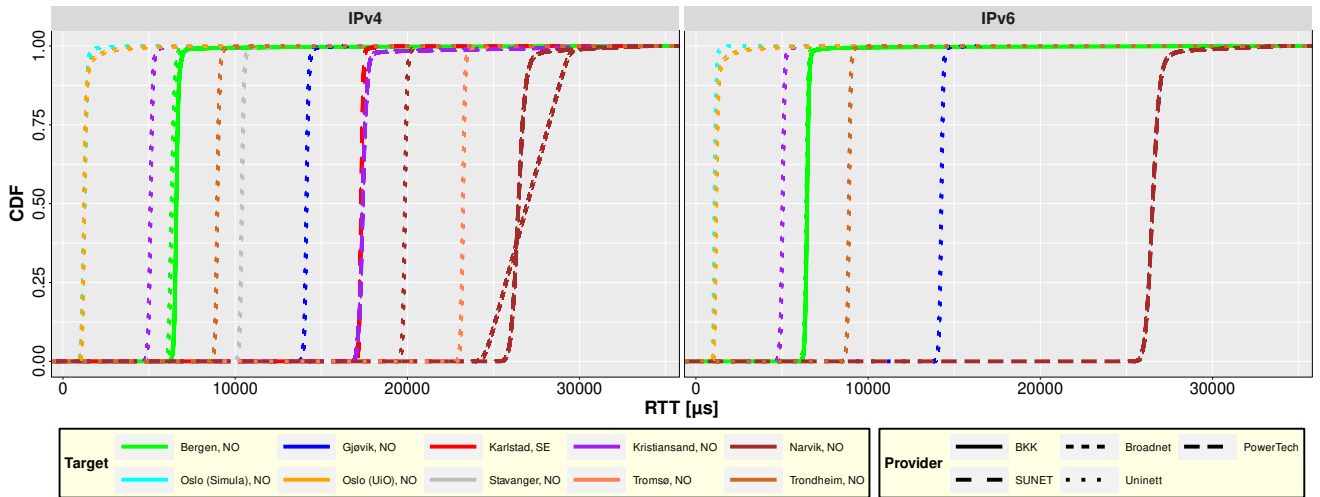 IPv4 IPv6
CDF
1.00
0.75
0.50
0.25
0.00
0 10000 20000 30000 0 10000 20000 30000
RTT [µs]
Target
Bergen, NO Gjøvik, NO Karlstad, SE Kristiansand, NO Narvik, NO
Oslo (Simula), NO Oslo (UiO), NO Stavanger, NO Tromsø, NO Trondheim, NO
Provider
BKK Broadnet PowerTech
SUNET Uninett